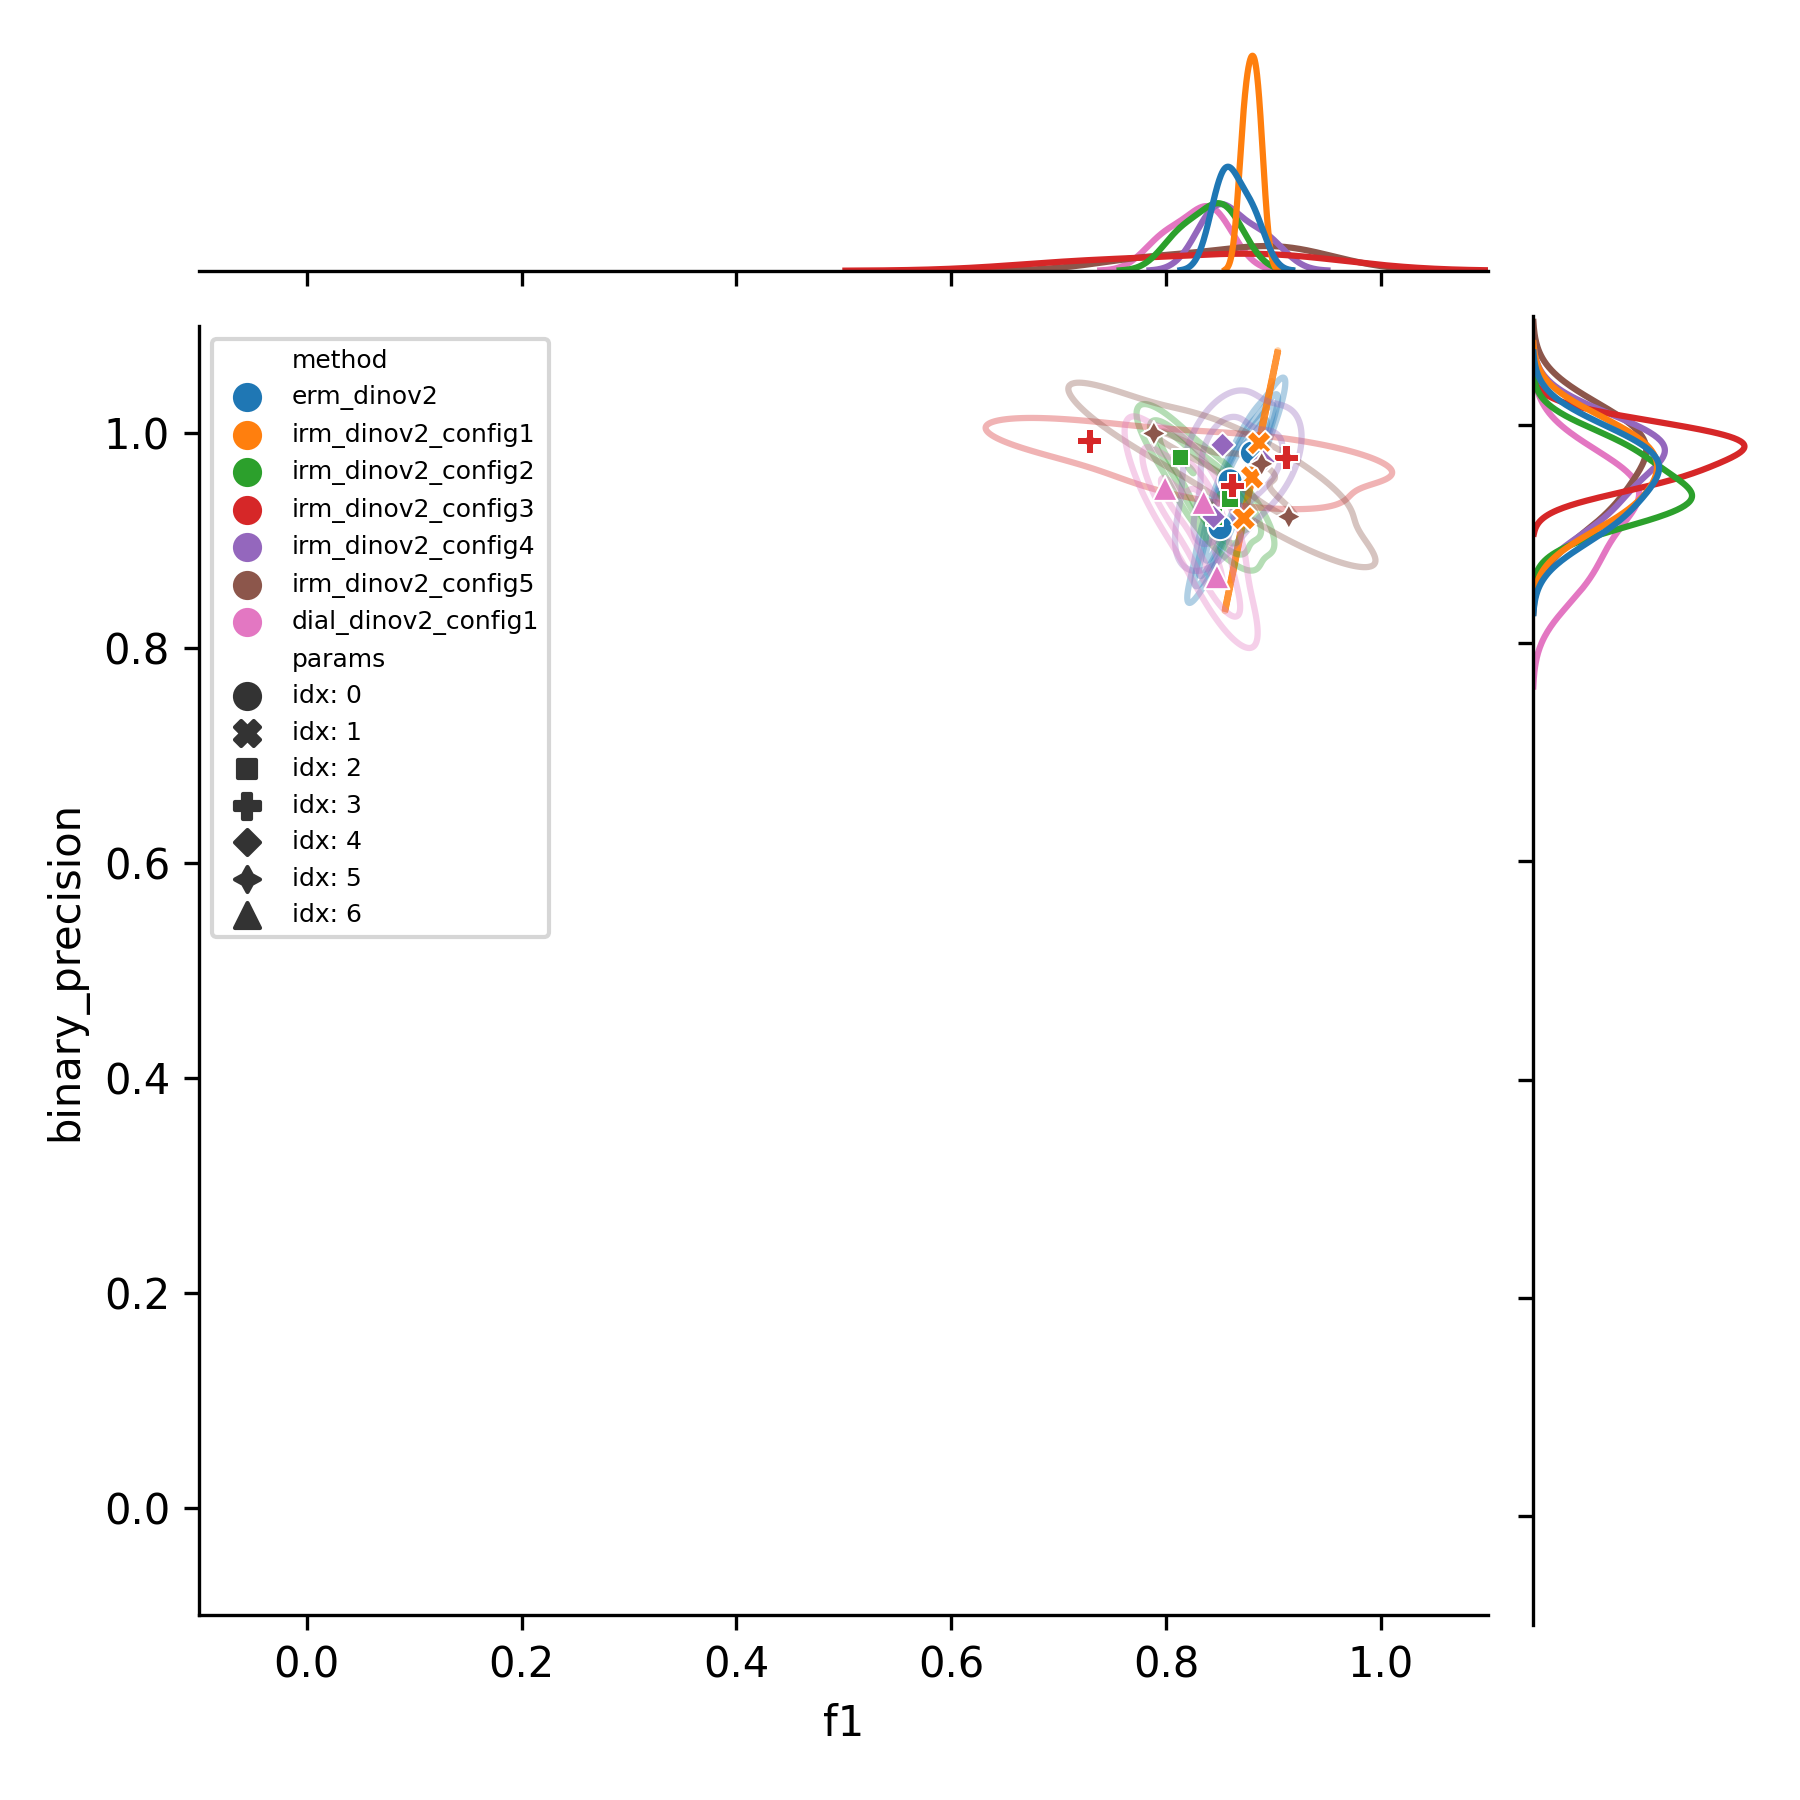 method
erm_dinov2
irm_dinov2_config1
irm_dinov2_config2
irm_dinov2_config3
irm_dinov2_config4
irm_dinov2_config5
dial_dinov2_config1
params
idx: 0
idx: 1
idx: 2
idx: 3
idx: 4
idx: 5
idx: 6
binary_precision
1.0
0.8
0.6
0.4
0.2
0.0
0.0 0.2 0.4 0.6 0.8 1.0
f1